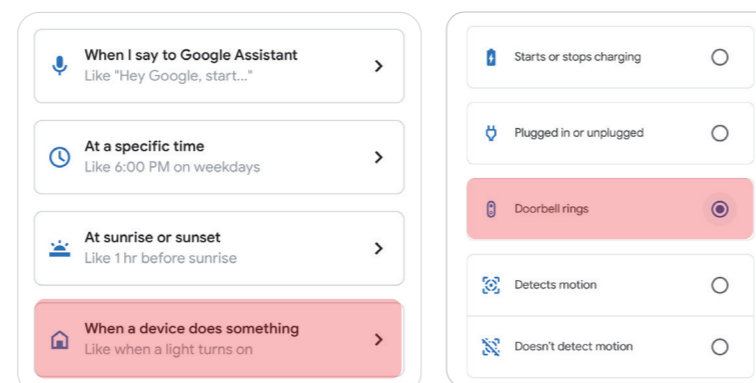 When I say to Google Assistant
Like "Hey Google, start..."
At a specific time
Like 6:00 PM on weekdays
At sunrise or sunset
Like 1 hr before sunrise
When a device does something
Like when a light turns on
Starts or stops charging
Plugged in or unplugged
Doorbell rings
Detects motion
Doesn't detect motion